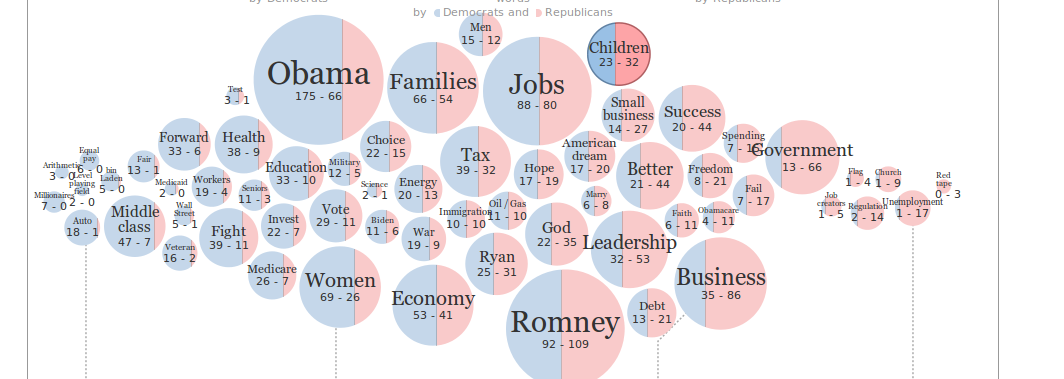 by Democrats words by Republicans
by Democrats and Republicans
Men
15 - 12
Children
23 - 32
Obama
175 - 66
Families
66 - 54
Jobs
88 - 80
Test
3 - 1
Small
business
14 - 27
Success
20 - 44
Forward
33 - 6
Health
38 - 9
Choice
22 - 15
American
dream
17 - 20
Spending
Government
13 - 66
Equal
pay
6 - 0
Arithmetic
3 - 0
Fair
13 - 1
Tax
39 - 32
Education
33 - 10
Military
12 - 5
Hope
17 - 19
Better
21 - 44
Freedom
8 - 21
Flag
1 - 4
Church
1 - 9
Red
tape
0 - 3
bin
Laden
5 - 0
Level
playing
field
2 - 0
Millionaires
7 - 0
Medicaid
2 - 0
Workers
19 - 4
Seniors
11 - 3
Science
2 - 1
Energy
20 - 13
Marry
6 - 8
Fail
7 - 17
Job
creators
1 - 5
Regulation
2 - 14
Unemployment
1 - 17
Auto
18 - 1
Middle
class
47 - 7
Wall
Street
5 - 1
Fight
39 - 11
Invest
22 - 7
Vote
29 - 11
Biden
11 - 6
War
19 - 9
Immigration
10 - 10
Oil / Gas
11 - 10
God
22 - 35
Leadership
32 - 53
Faith
6 - 11
Obamacare
4 - 11
Veteran
16 - 2
Medicare
26 - 7
Women
69 - 26
Ryan
25 - 31
Business
35 - 86
Economy
53 - 41
Romney
92 - 109
Debt
13 - 21